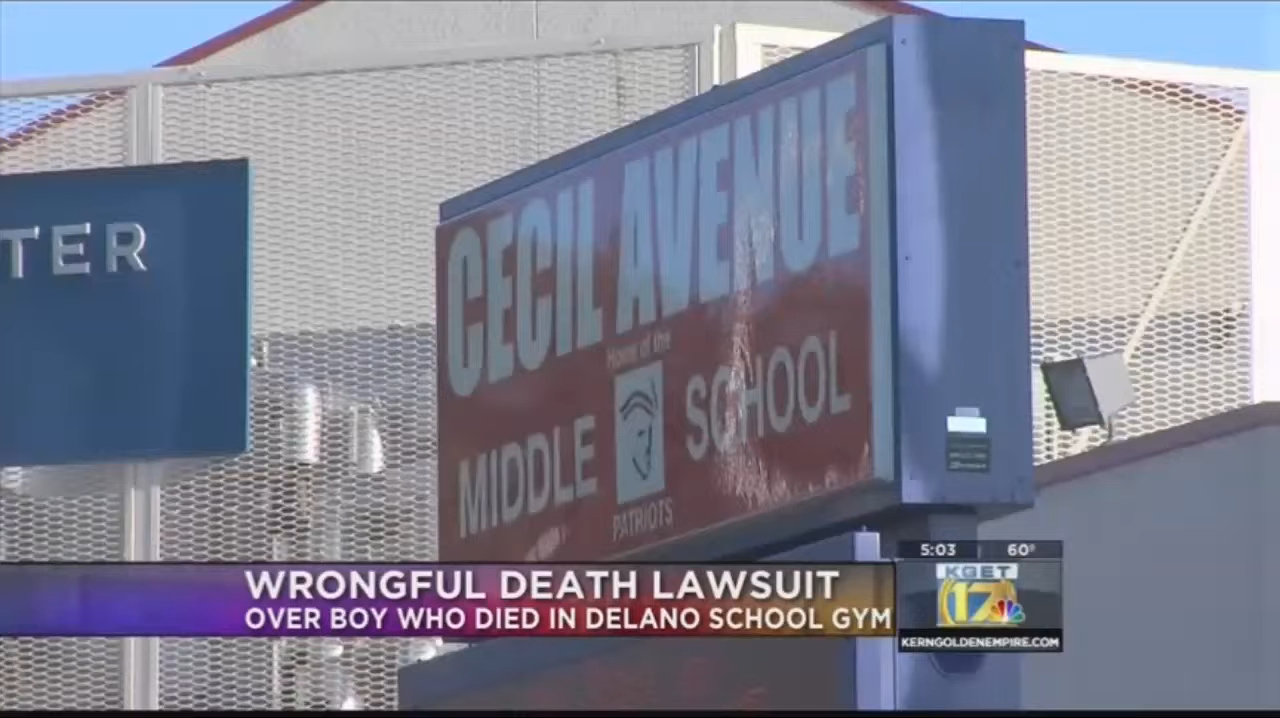 TER
CECIL AVENUE
Home of the
MIDDLE SCHOOL
PATRIOTS
WRONGFUL DEATH LAWSUIT
OVER BOY WHO DIED IN DELANO SCHOOL GYM
5:03 60°
KGET
17
KERNGOLDENEMPIRE.COM